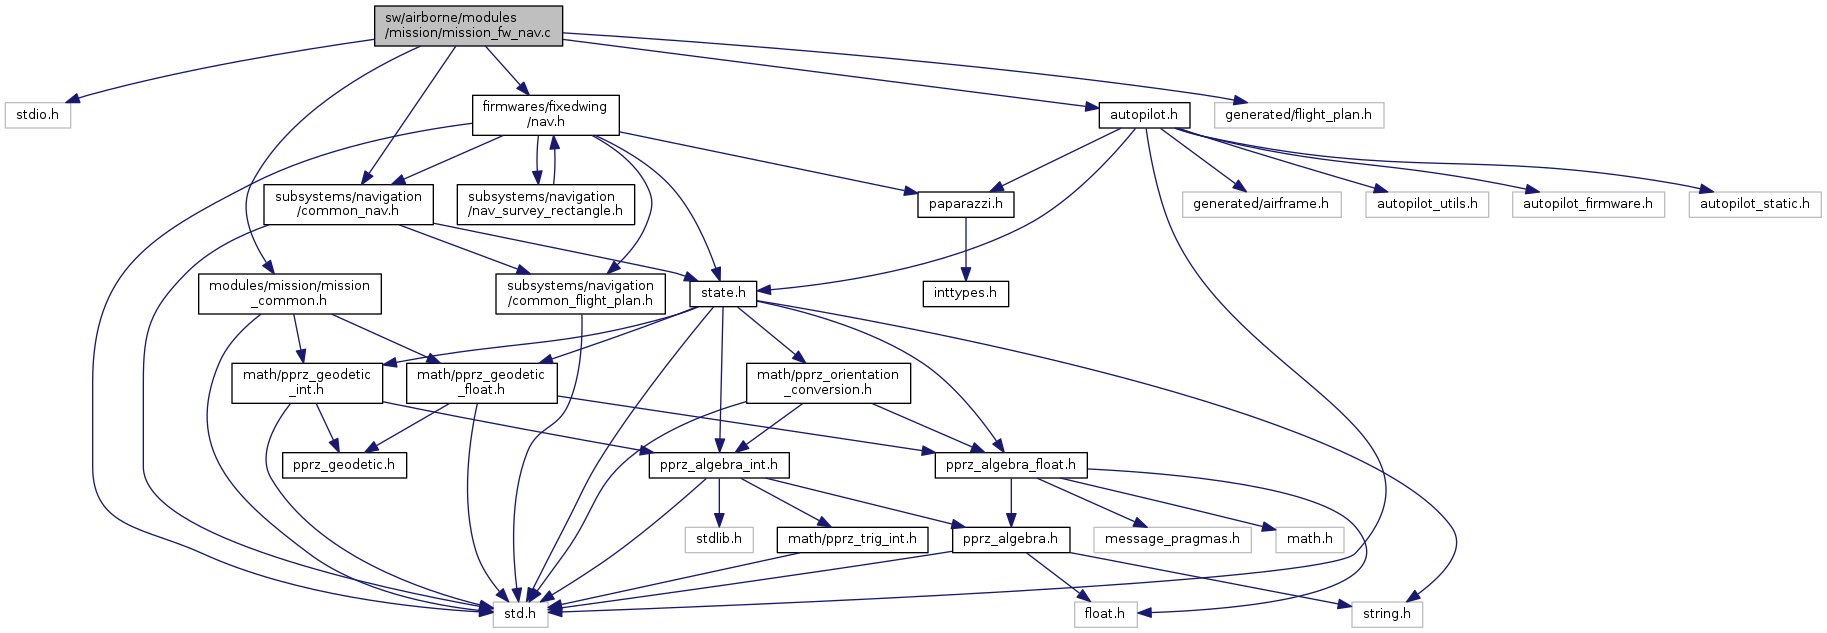 sw/airborne/modules
/mission/mission_fw_nav.c
stdio.h
firmwares/fixedwing
/nav.h
autopilot.h
generated/flight_plan.h
subsystems/navigation
/common_nav.h
subsystems/navigation
/nav_survey_rectangle.h
paparazzi.h
generated/airframe.h
autopilot_utils.h
autopilot_firmware.h
autopilot_static.h
modules/mission/mission
_common.h
subsystems/navigation
/common_flight_plan.h
state.h
inttypes.h
math/pprz_geodetic
_int.h
math/pprz_geodetic
_float.h
math/pprz_orientation
_conversion.h
pprz_geodetic.h
pprz_algebra_int.h
pprz_algebra_float.h
stdlib.h
math/pprz_trig_int.h
pprz_algebra.h
message_pragmas.h
math.h
std.h
float.h
string.h